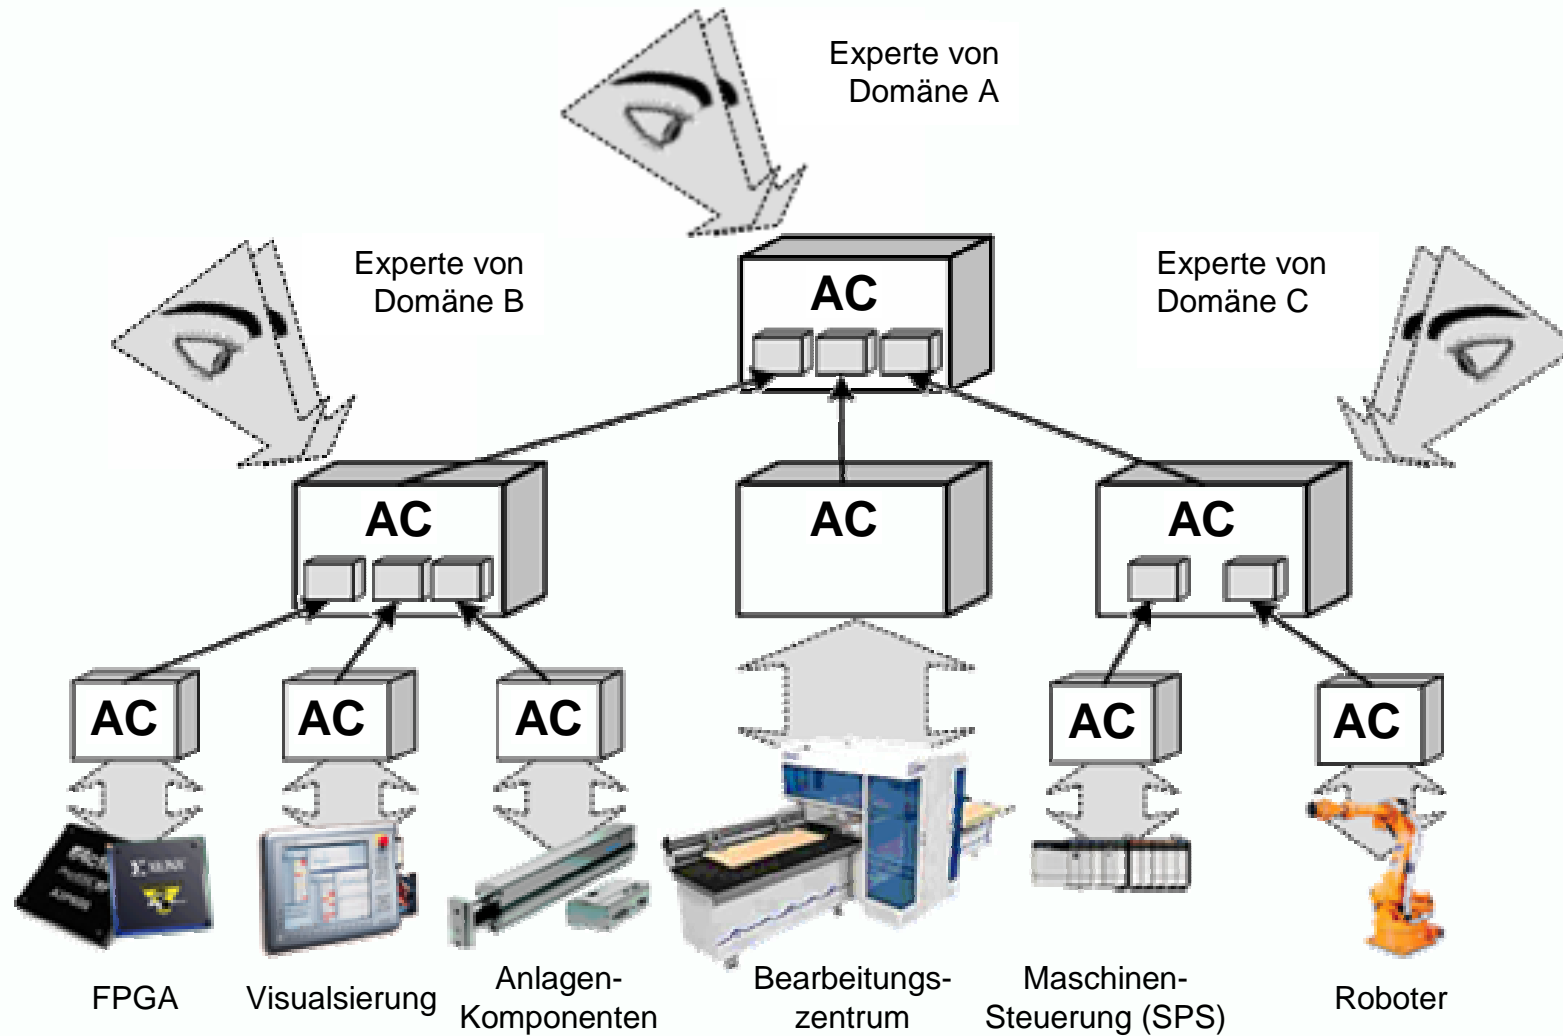 Experte von
Domäne A
Experte von
Domäne B
Experte von
Domäne C
AC
AC
AC
AC
AC
AC
AC
AC
AC
FPGA
Visualsierung
Anlagen-
Komponenten
Bearbeitungs-
zentrum
Maschinen-
Steuerung (SPS)
Roboter